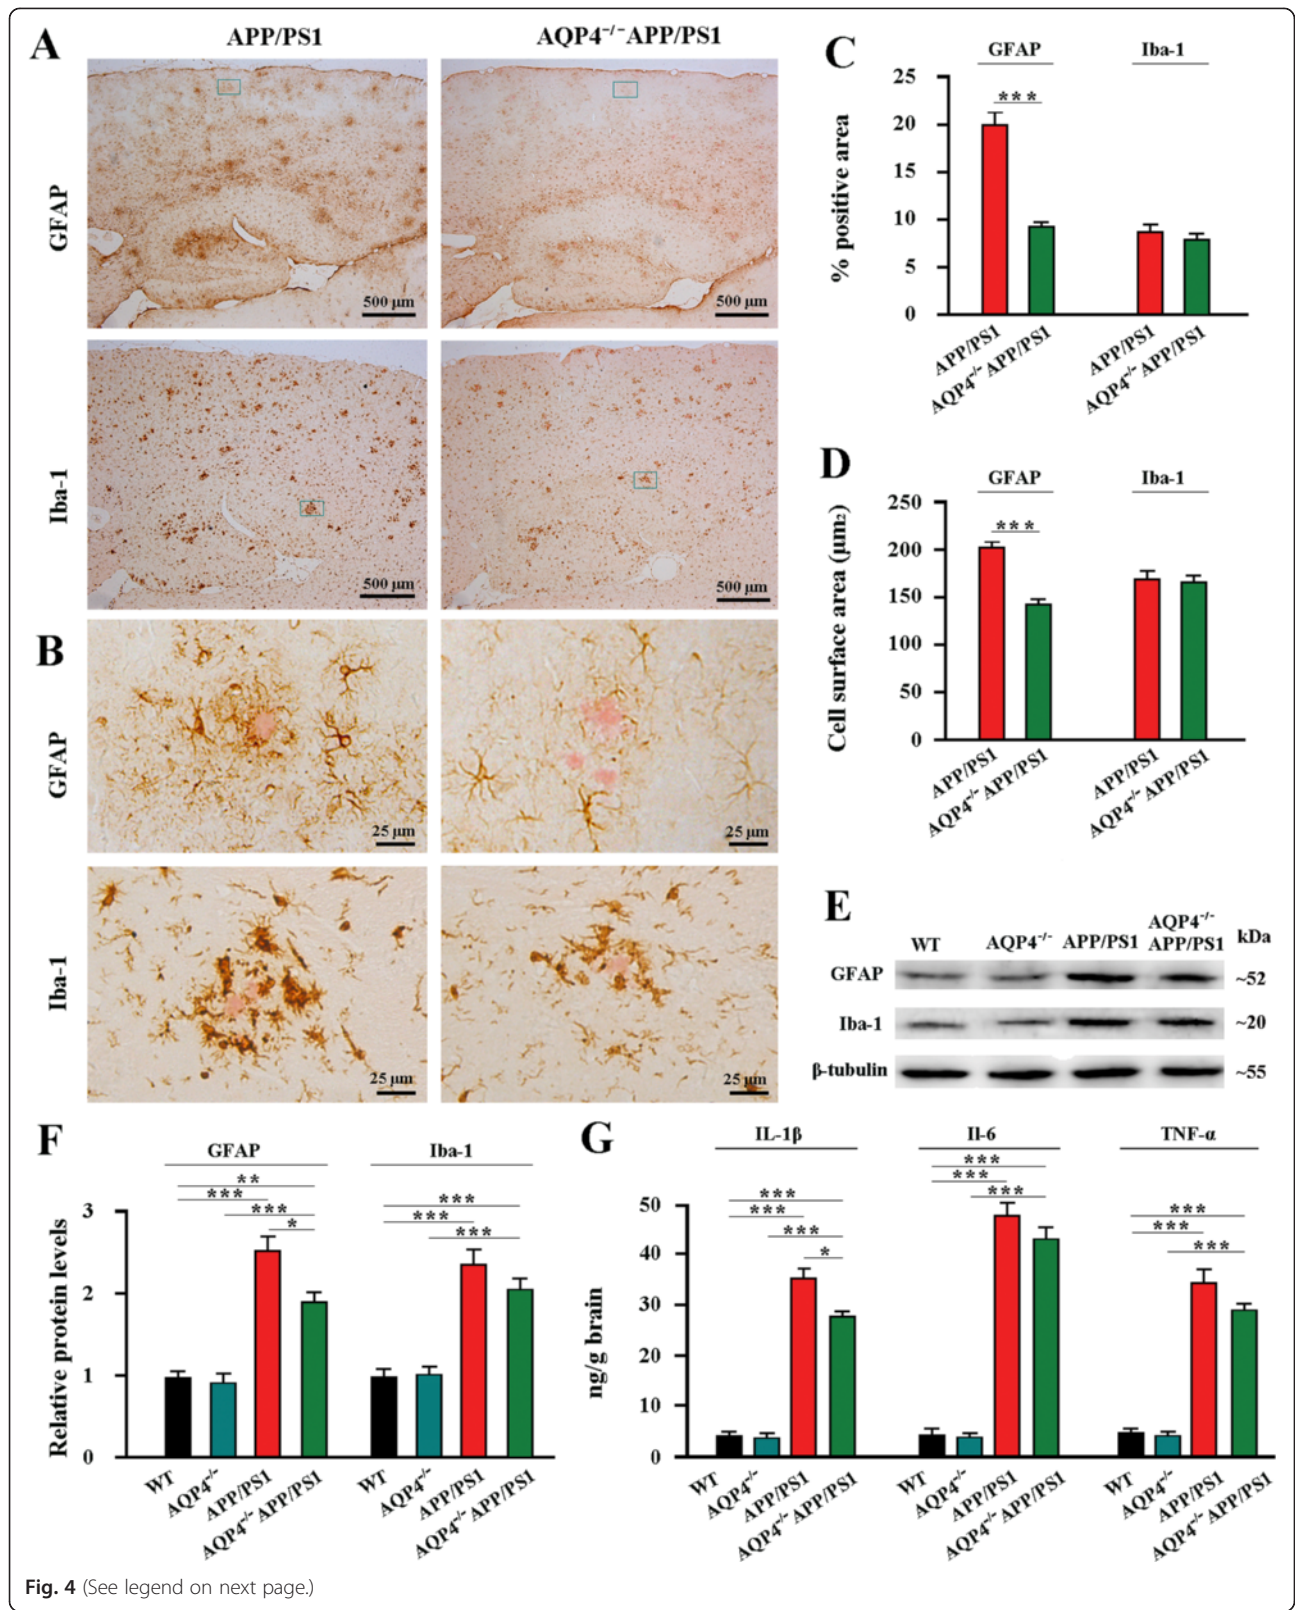 A
APP/PS1
AQP4⁻/⁻APP/PS1
GFAP
500 µm
500 µm
Iba-1
500 µm
500 µm
B
GFAP
25 µm
25 µm
Iba-1
25 µm
25 µm
C
GFAP
Iba-1
% positive area
25
20
15
10
5
0
***
APP/PS1
AQP4⁻/⁻ APP/PS1
APP/PS1
AQP4⁻/⁻ APP/PS1
D
GFAP
Iba-1
Cell surface area (µm₂)
250
200
150
100
50
0
***
APP/PS1
AQP4⁻/⁻ APP/PS1
APP/PS1
AQP4⁻/⁻ APP/PS1
E
WT
AQP4⁻/⁻
APP/PS1
AQP4⁻/⁻
APP/PS1
kDa
GFAP
~52
Iba-1
~20
β-tubulin
~55
F
GFAP
Iba-1
Relative protein levels
3
2
1
0
**
***
***
*
***
***
***
WT
AQP4⁻/⁻
APP/PS1
AQP4⁻/⁻ APP/PS1
WT
AQP4⁻/⁻
APP/PS1
AQP4⁻/⁻ APP/PS1
G
IL-1β
Il-6
TNF-α
ng/g brain
50
40
30
20
10
0
***
***
***
*
***
***
***
***
***
***
WT
AQP4⁻/⁻
APP/PS1
AQP4⁻/⁻ APP/PS1
WT
AQP4⁻/⁻
APP/PS1
AQP4⁻/⁻ APP/PS1
WT
AQP4⁻/⁻
APP/PS1
AQP4⁻/⁻ APP/PS1
Fig. 4 (See legend on next page.)